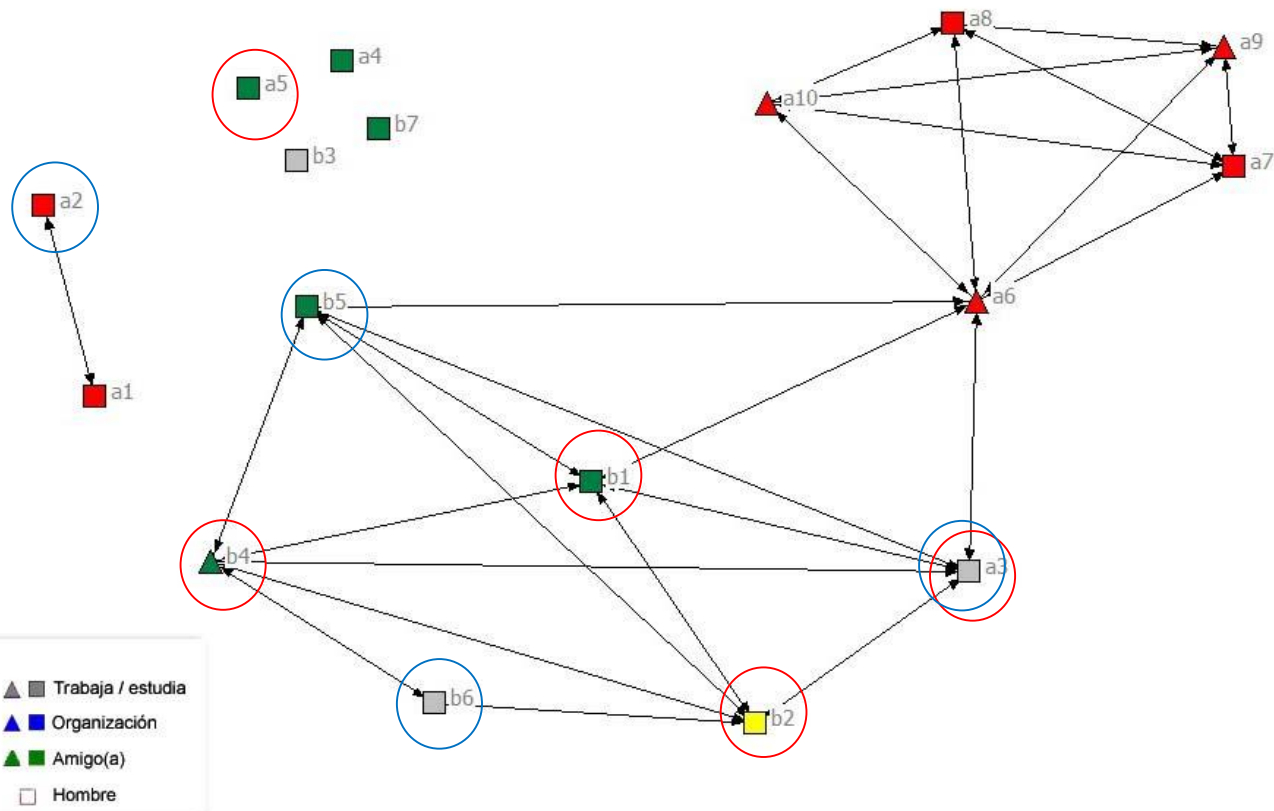 a8
a9
a4
a5
a10
b7
b3
a7
a2
b5
a6
a1
b1
b4
a3
b6
b2
Trabaja / estudia
Organización
Amigo(a)
Hombre